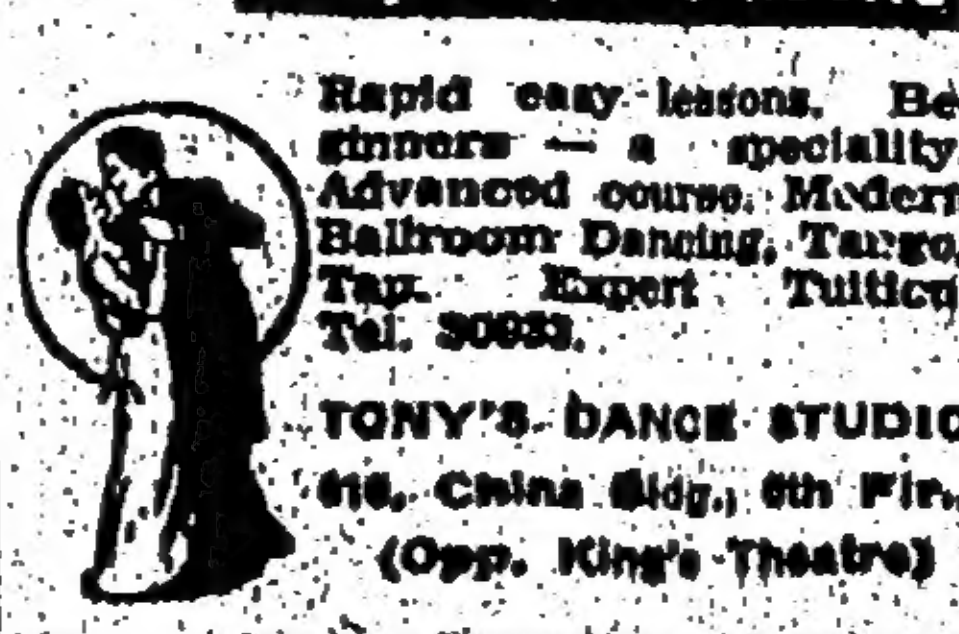 Rapid easy lessons. Be
ginners — a speciality.
Advanced course. Modern
Ballroom Dancing, Tango,
Tap. Expert Tuition
Tel.
TONY'S DANCE STUDIO
China Bldg., 6th Flr.,
(Opp. King's Theatre)